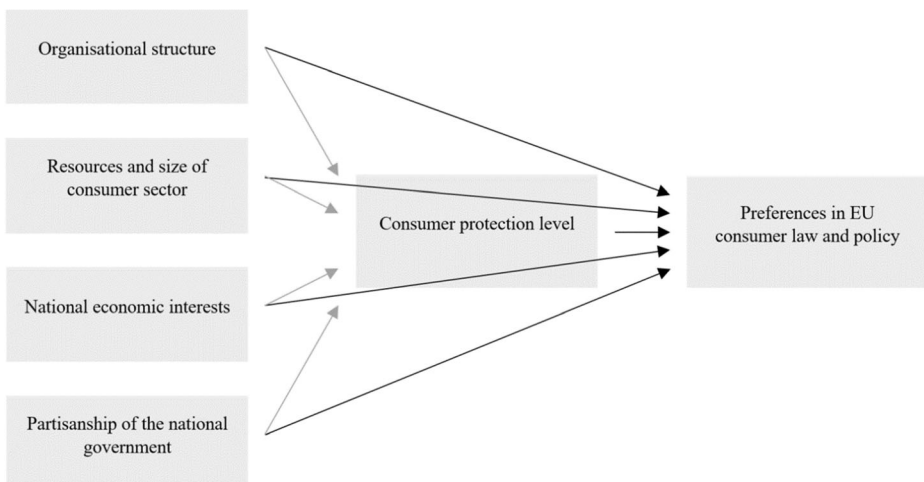 Organisational structure
Resources and size of
consumer sector
National economic interests
Partisanship of the national
government
Consumer protection level
Preferences in EU
consumer law and policy